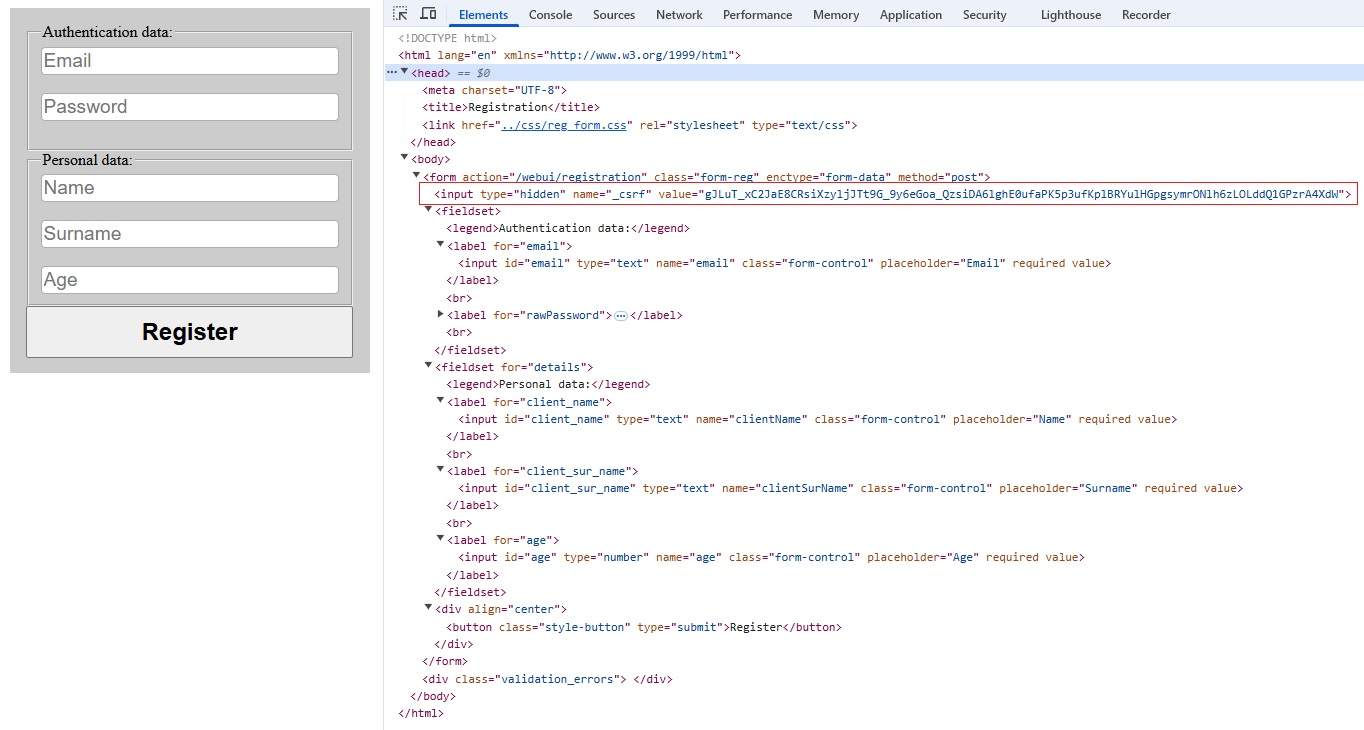 Authentication data:
Email
Password
Personal data:
Name
Surname
Age
Register
Elements Console Sources Network Performance Memory Application Security Lighthouse Recorder
<!DOCTYPE html>
<html lang="en" xmlns="http://www.w3.org/1999/html">
<head> == $0
<meta charset="UTF-8">
<title>Registration</title>
<link href="../css/reg_form.css" rel="stylesheet" type="text/css">
</head>
<body>
<form action="/webui/registration" class="form-reg" enctype="form-data" method="post">
<input type="hidden" name="_csrf" value="gJLuT_xC2JaE8CRsiXzyljJTt9G_9y6eGoa_QzsiDA6lghE0ufaPK5p3ufKplBRYulHGpgsymrONlh6zLOLddQ1GPzrA4XdW">
<fieldset>
<legend>Authentication data:</legend>
<label for="email">
<input id="email" type="text" name="email" class="form-control" placeholder="Email" required value>
</label>
<br>
<label for="rawPassword">…</label>
<br>
</fieldset>
<fieldset for="details">
<legend>Personal data:</legend>
<label for="client_name">
<input id="client_name" type="text" name="clientName" class="form-control" placeholder="Name" required value>
</label>
<br>
<label for="client_sur_name">
<input id="client_sur_name" type="text" name="clientSurName" class="form-control" placeholder="Surname" required value>
</label>
<br>
<label for="age">
<input id="age" type="number" name="age" class="form-control" placeholder="Age" required value>
</label>
</fieldset>
<div align="center">
<button class="style-button" type="submit">Register</button>
</div>
</form>
<div class="validation_errors"> </div>
</body>
</html>